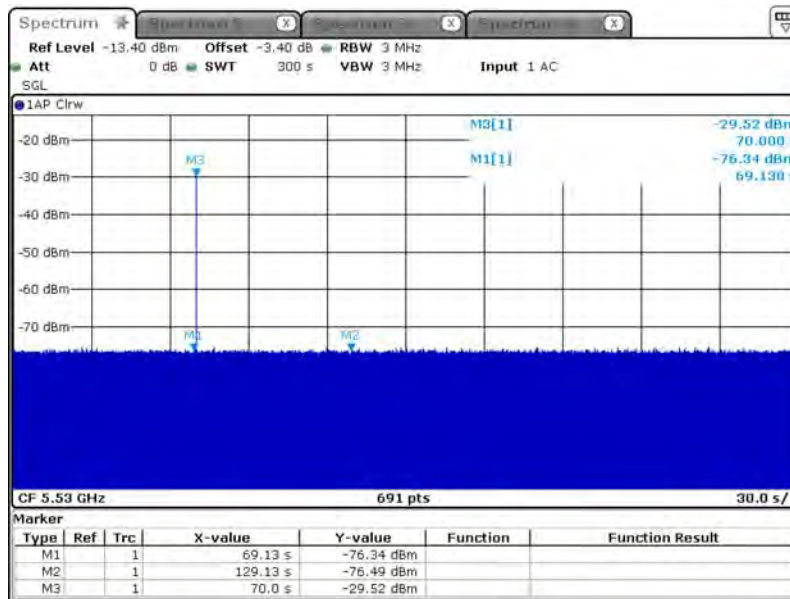 Spectrum
Ref Level -13.40 dBm Offset -3.40 dB RBW 3 MHz
Att 0 dB SWT 300 s VBW 3 MHz Input 1 AC
SGL
1AP Clrw
M3[1] -29.52 dBm
70.000 s
M1[1] -76.34 dBm
69.130 s
-20 dBm
M3
-30 dBm
-40 dBm
-50 dBm
-60 dBm
-70 dBm
M1 M2
CF 5.53 GHz 691 pts 30.0 s/
Marker
Type Ref Trc X-value Y-value Function Function Result
M1 1 69.13 s -76.34 dBm
M2 1 129.13 s -76.49 dBm
M3 1 70.0 s -29.52 dBm